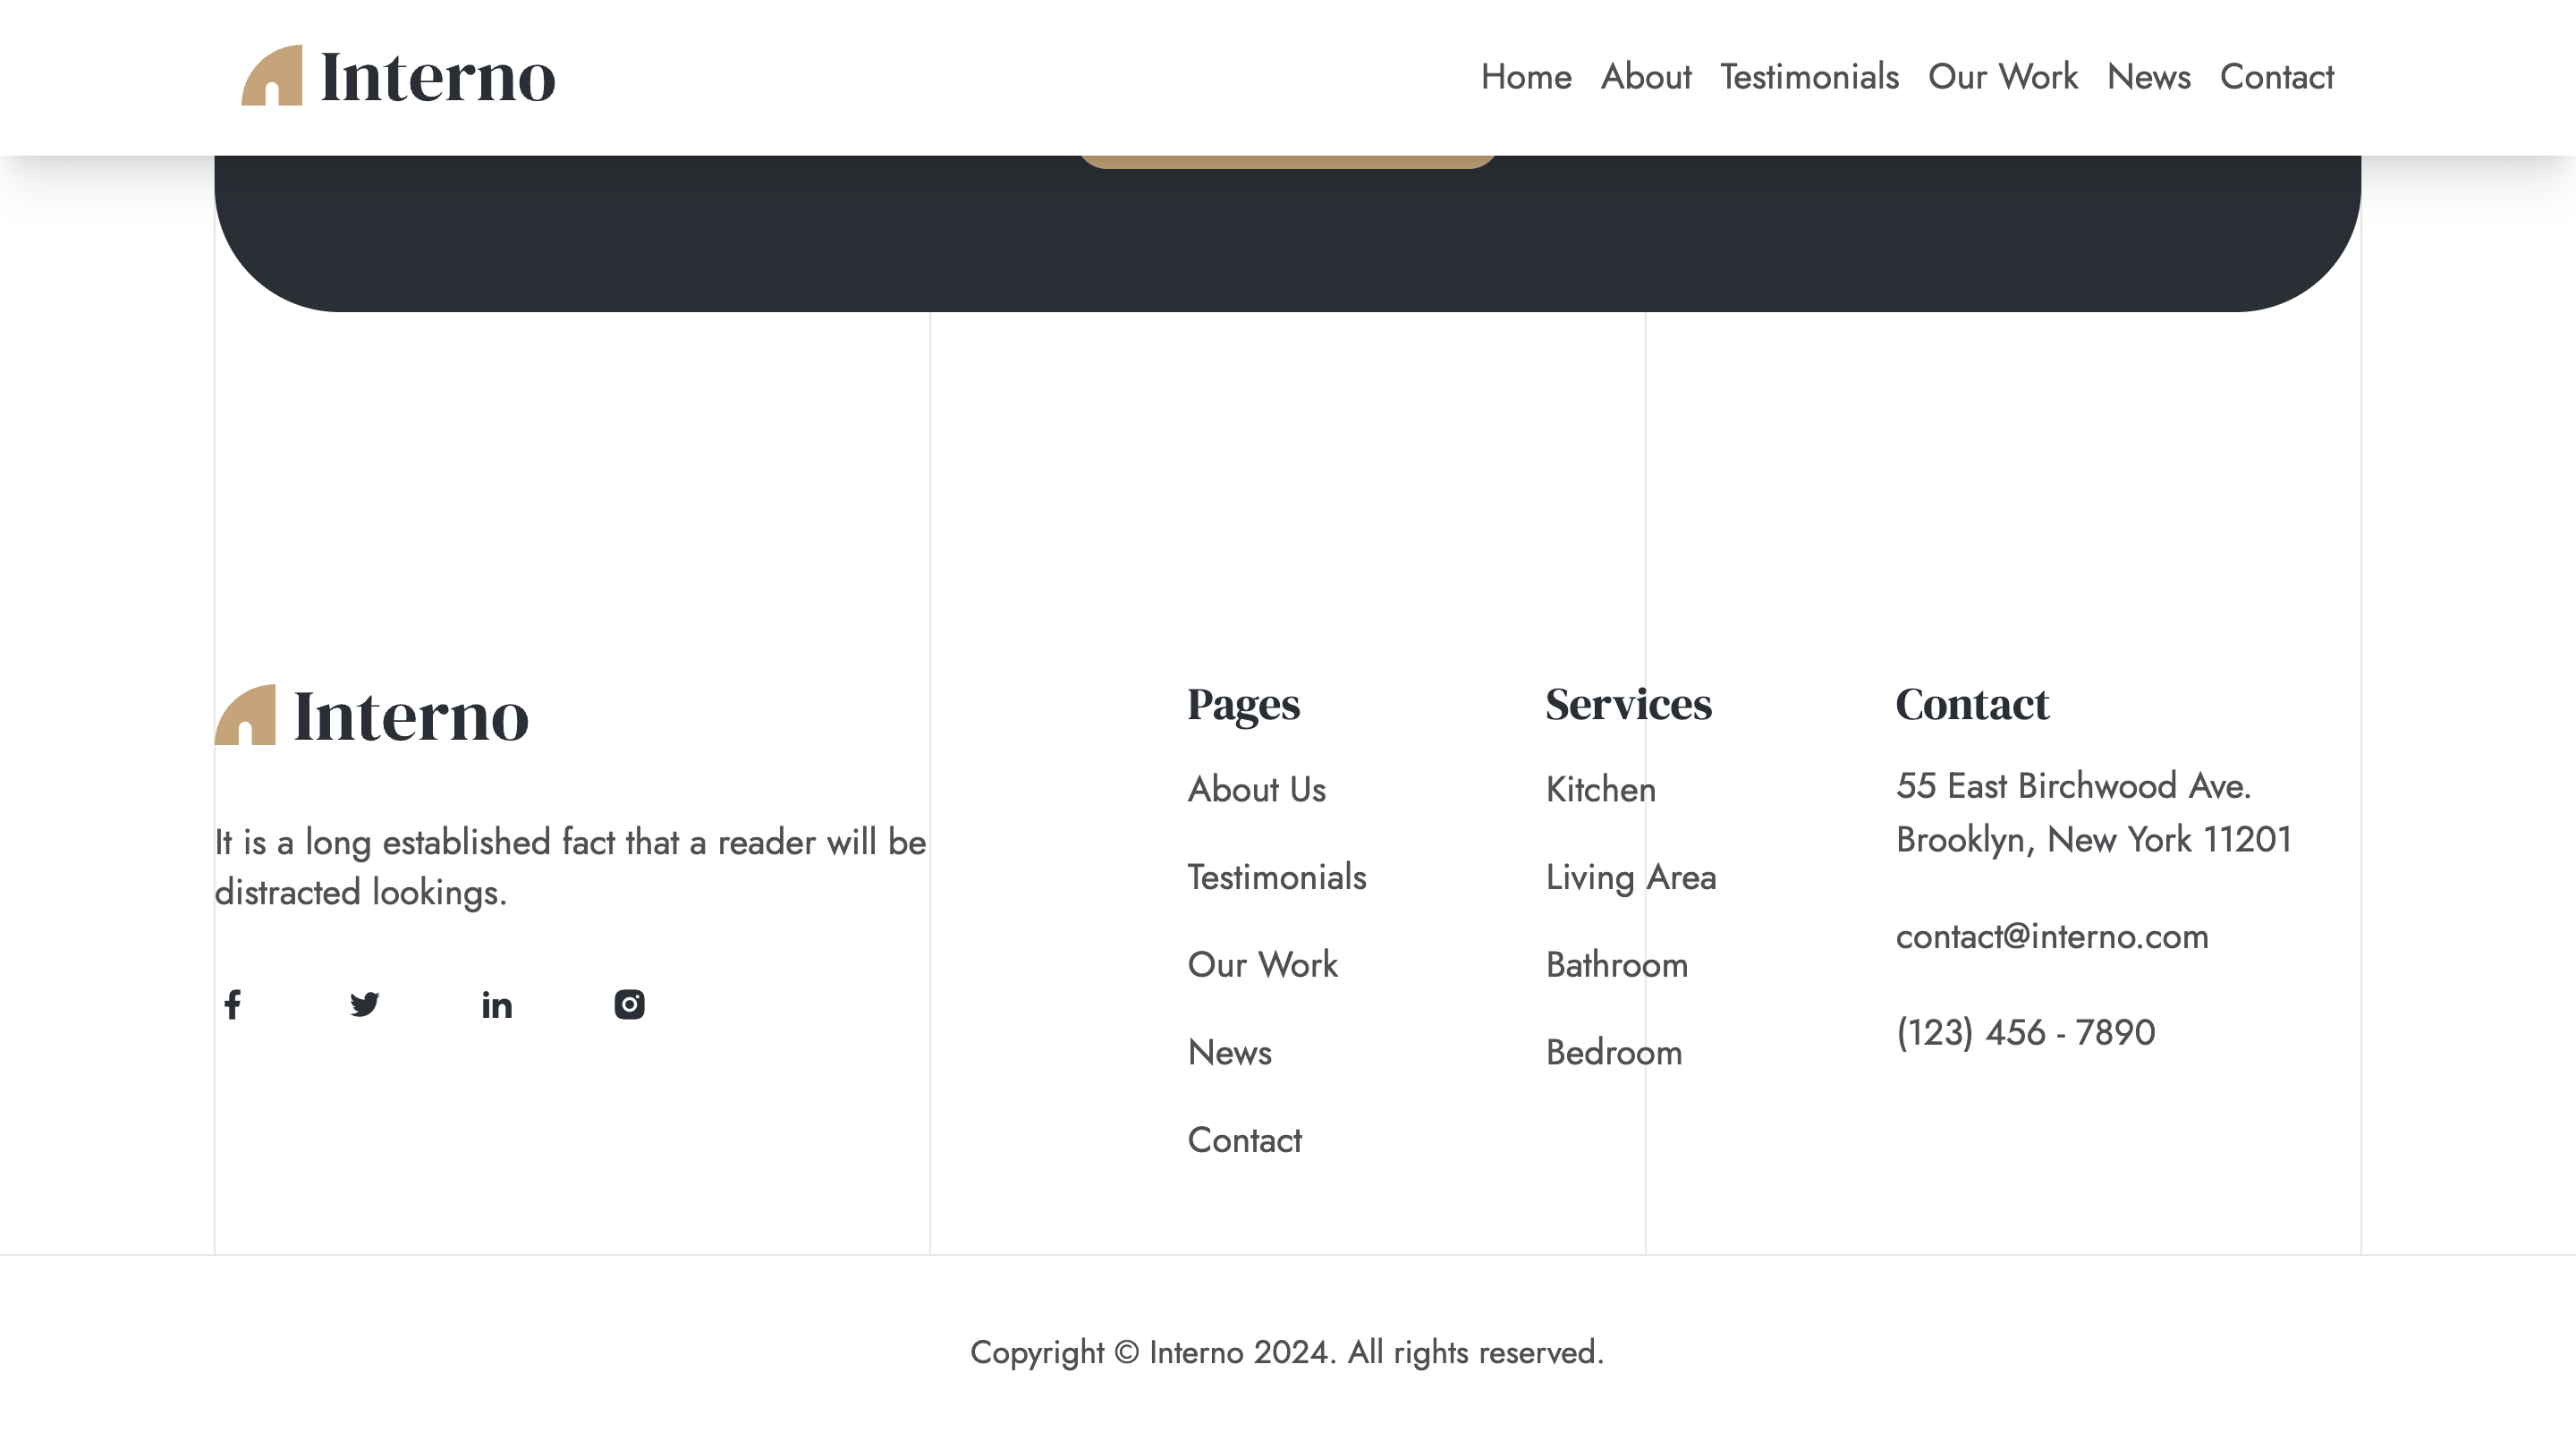 Interno
Home About Testimonials Our Work News Contact
Interno
It is a long established fact that a reader will be
distracted lookings.
Pages
About Us
Testimonials
Our Work
News
Contact
Services
Kitchen
Living Area
Bathroom
Bedroom
Contact
55 East Birchwood Ave.
Brooklyn, New York 11201
contact@interno.com
(123) 456 - 7890
Copyright © Interno 2024. All rights reserved.